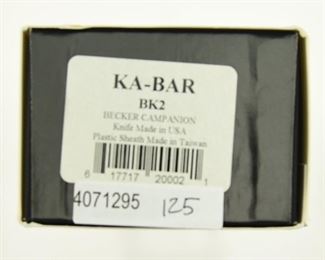 KA-BAR
BK2
BECKER CAMPANION
Knife Made in USA
Plastic Sheath Made in Taiwan
6 17717 20002 1
4071295 125